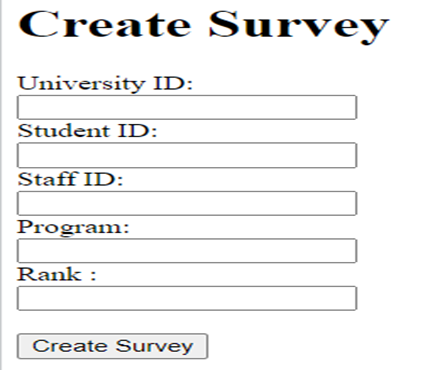 Create Survey
University ID:
Student ID:
Staff ID:
Program:
Rank :
Create Survey